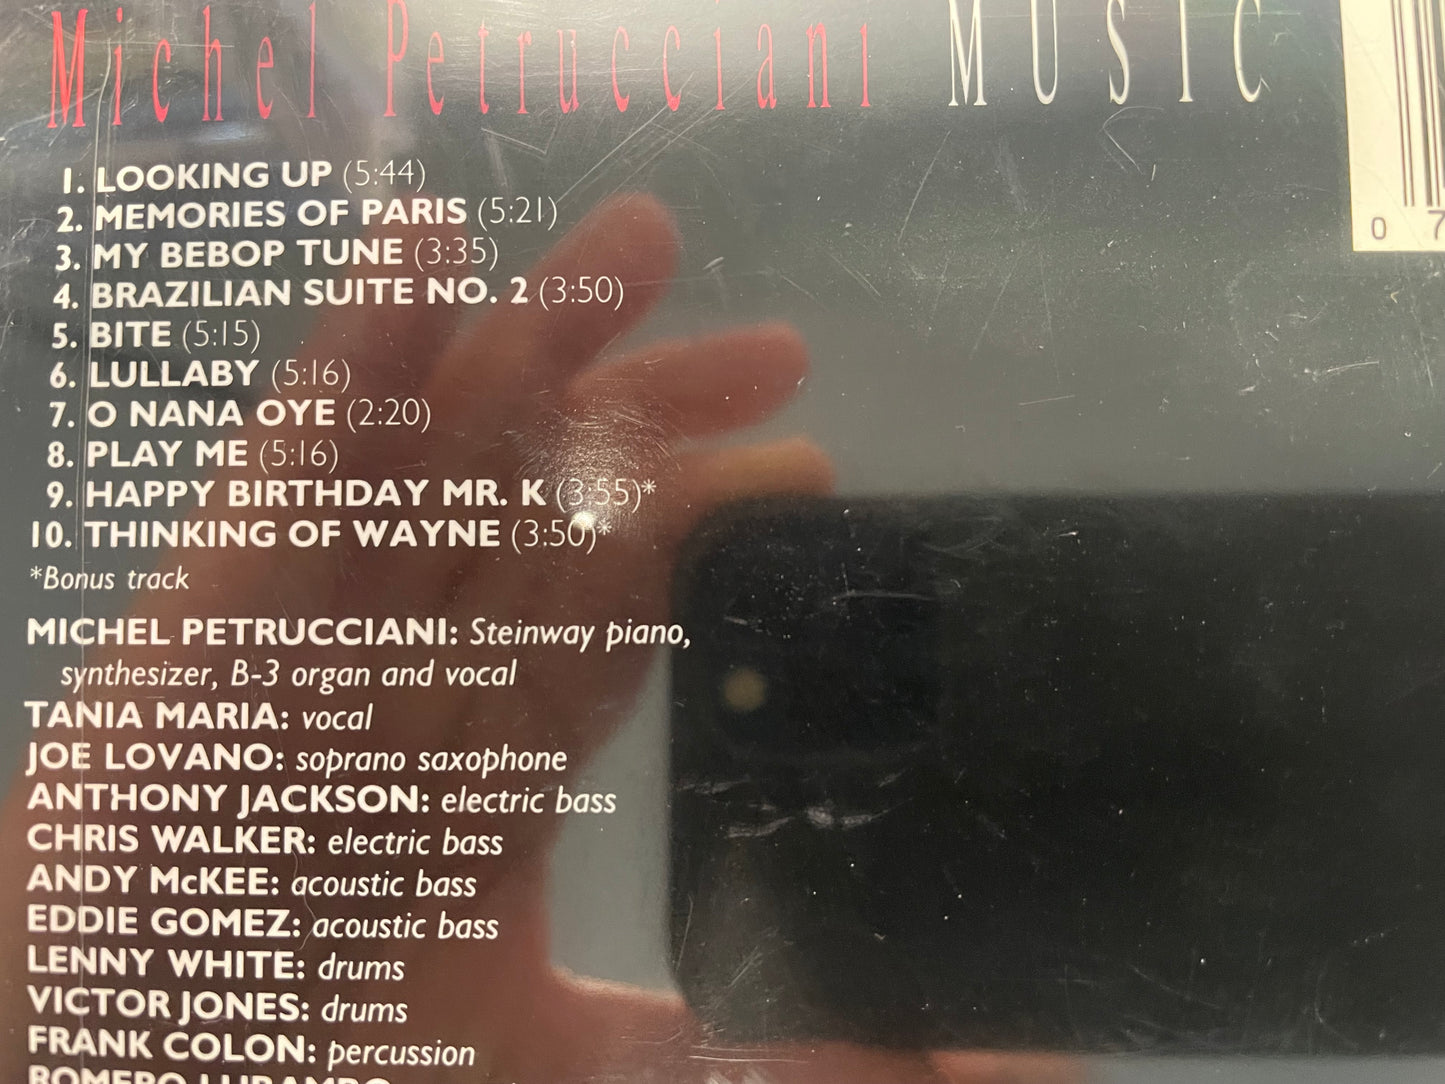 Michel Petrucciani MUSIC
1. LOOKING UP (5:44)
2. MEMORIES OF PARIS (5:21)
3. MY BEBOP TUNE (3:35)
4. BRAZILIAN SUITE NO. 2 (3:50)
5. BITE (5:15)
6. LULLABY (5:16)
7. O NANA OYE (2:20)
8. PLAY ME (5:16)
9. HAPPY BIRTHDAY MR. K (3:55)*
10. THINKING OF WAYNE (3:50)*
*Bonus track
MICHEL PETRUCCIANI: Steinway piano,
synthesizer, B-3 organ and vocal
TANIA MARIA: vocal
JOE LOVANO: soprano saxophone
ANTHONY JACKSON: electric bass
CHRIS WALKER: electric bass
ANDY McKEE: acoustic bass
EDDIE GOMEZ: acoustic bass
LENNY WHITE: drums
VICTOR JONES: drums
FRANK COLON: percussion
ROMERO LUBAMBO
0 7